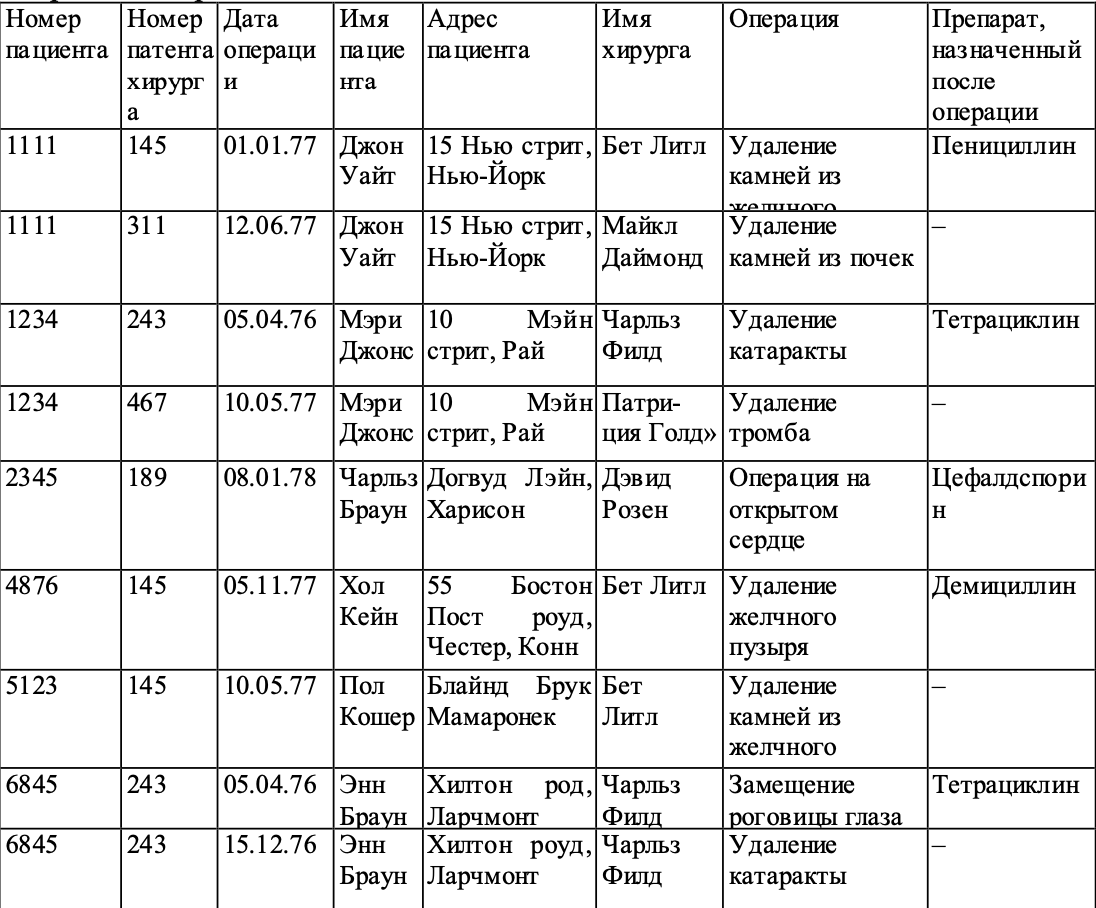 Номер пациента
Номер патента хирурга
Дата операции
Имя пациента
Адрес пациента
Имя хирурга
Операция
Препарат, назначенный после операции
1111
145
01.01.77
Джон Уайт
15 Нью стрит, Нью-Йорк
Бет Литл
Удаление камней из желчного
Пенициллин
1111
311
12.06.77
Джон Уайт
15 Нью стрит, Нью-Йорк
Майкл Даймонд
Удаление камней из почек
–
1234
243
05.04.76
Мэри Джонс
10 Мэйн стрит, Рай
Чарльз Филд
Удаление катаракты
Тетрациклин
1234
467
10.05.77
Мэри Джонс
10 Мэйн стрит, Рай
Патри-ция Голд»
Удаление тромба
–
2345
189
08.01.78
Чарльз Браун
Догвуд Лэйн, Харисон
Дэвид Розен
Операция на открытом сердце
Цефалдспорин
4876
145
05.11.77
Хол Кейн
55 Бостон Пост роуд, Честер, Конн
Бет Литл
Удаление желчного пузыря
Демициллин
5123
145
10.05.77
Пол Кошер
Блайнд Брук Мамаронек
Бет Литл
Удаление камней из желчного
–
6845
243
05.04.76
Энн Браун
Хилтон род, Ларчмонт
Чарльз Филд
Замещение роговицы глаза
Тетрациклин
6845
243
15.12.76
Энн Браун
Хилтон роуд, Ларчмонт
Чарльз Филд
Удаление катаракты
–